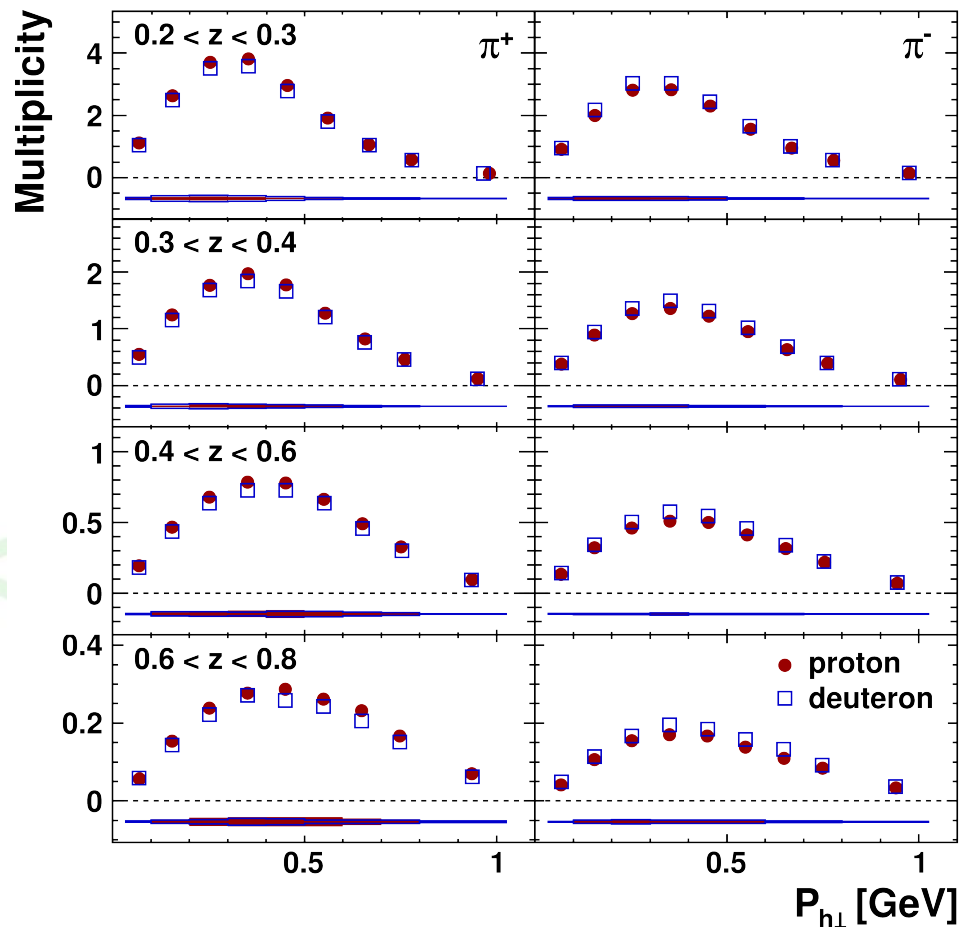 Multiplicity
0.2 < z < 0.3
π+
π-
4
2
0
0.3 < z < 0.4
2
1
0
0.4 < z < 0.6
1
0.5
0
0.6 < z < 0.8
0.4
0.2
0
proton
deuteron
0.5 1 0.5 1
P_h⊥ [GeV]